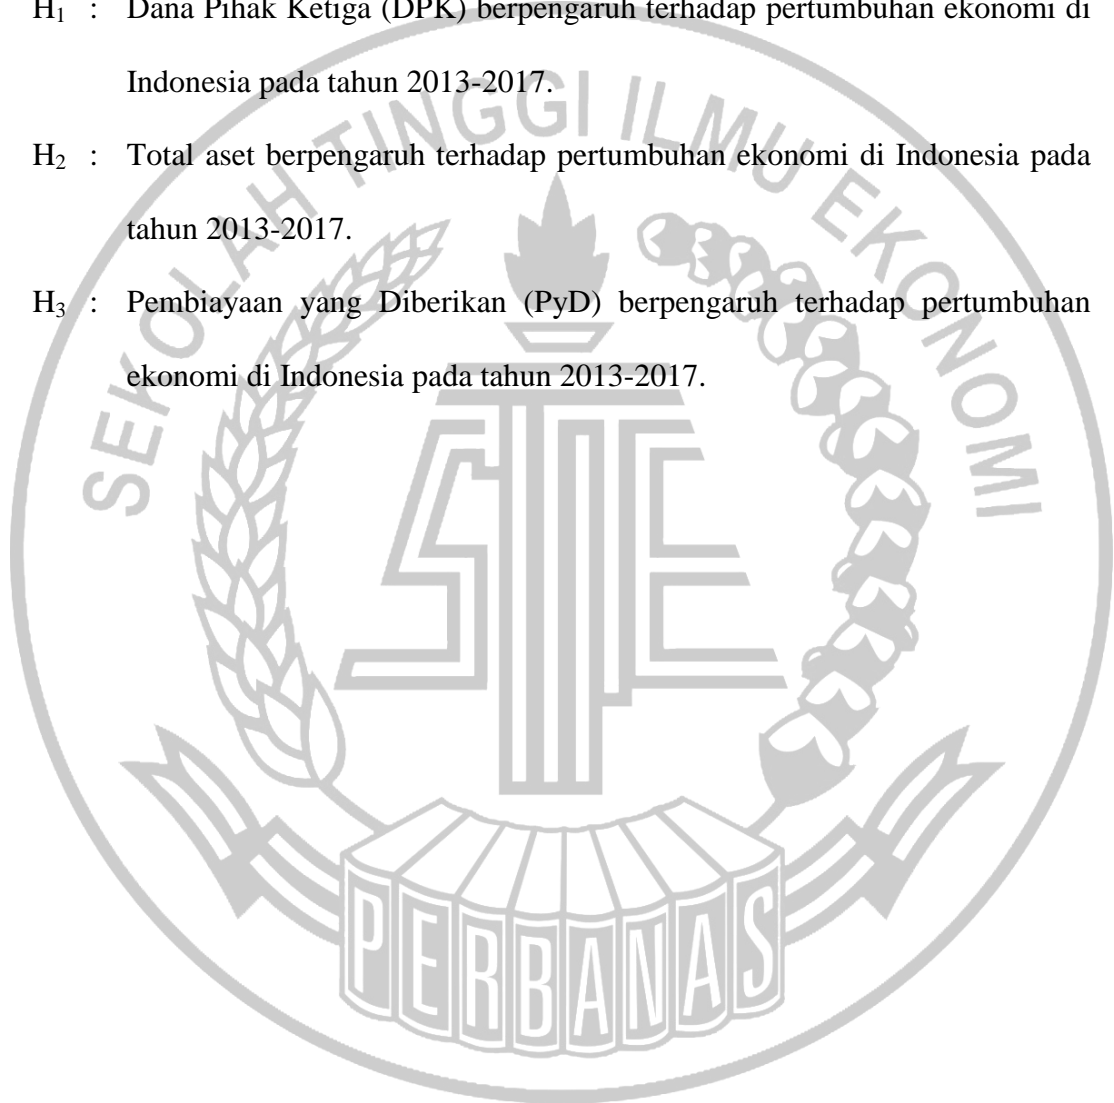 H₁ : Dana Pihak Ketiga (DPK) berpengaruh terhadap pertumbuhan ekonomi di
Indonesia pada tahun 2013-2017.
H₂ : Total aset berpengaruh terhadap pertumbuhan ekonomi di Indonesia pada
tahun 2013-2017.
H₃ : Pembiayaan yang Diberikan (PyD) berpengaruh terhadap pertumbuhan
ekonomi di Indonesia pada tahun 2013-2017.
SEKOLAH TINGGI ILMU EKONOMI
STIE
PERBANAS